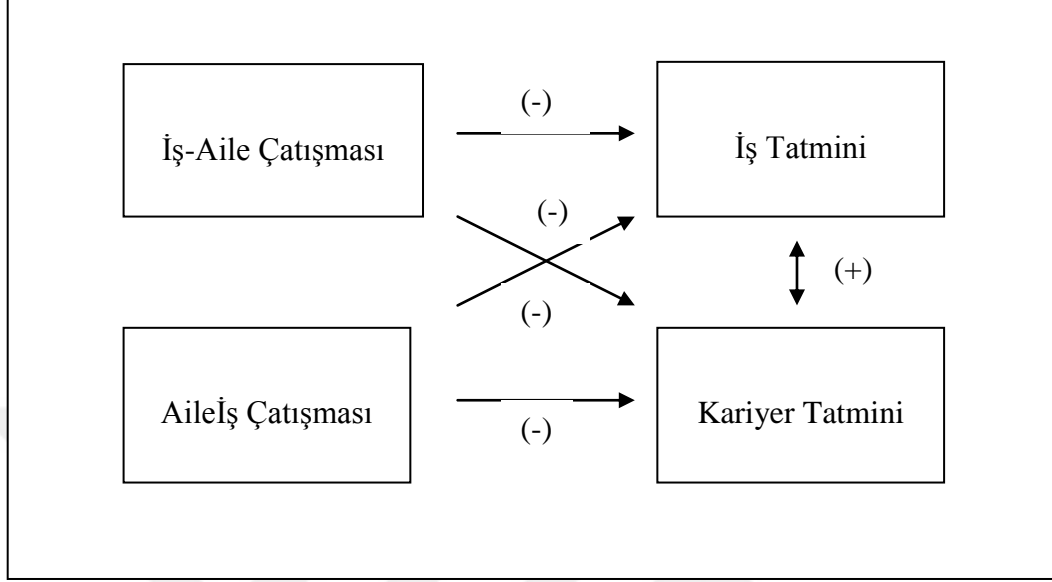 (-)
İş-Aile Çatışması
İş Tatmini
(-)
(+)
(-)
Aileİş Çatışması
Kariyer Tatmini
(-)